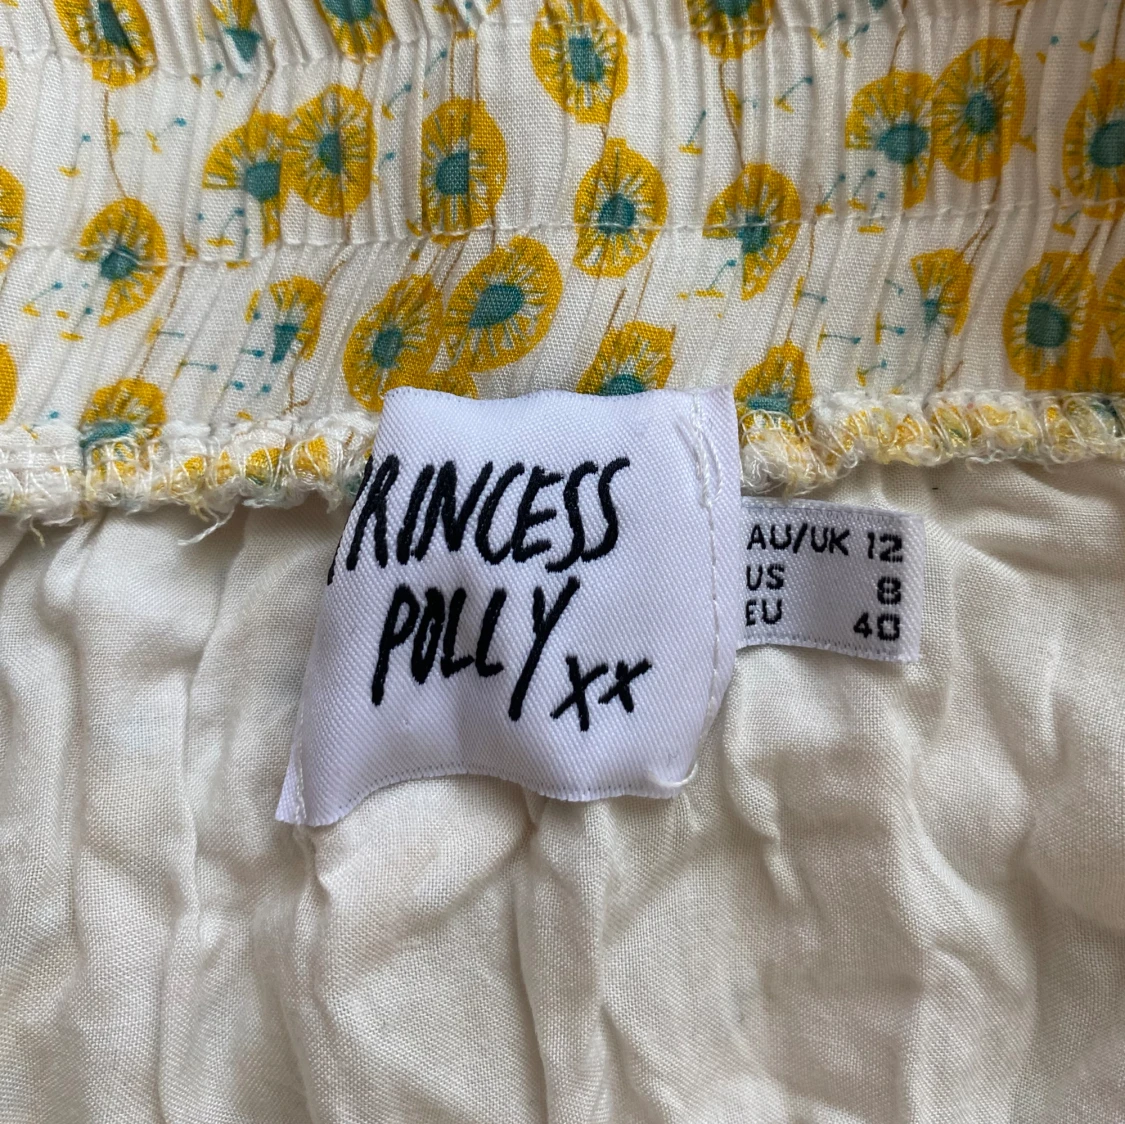 PRINCESS
POLLY xx
AU/UK 12
US 8
EU 40